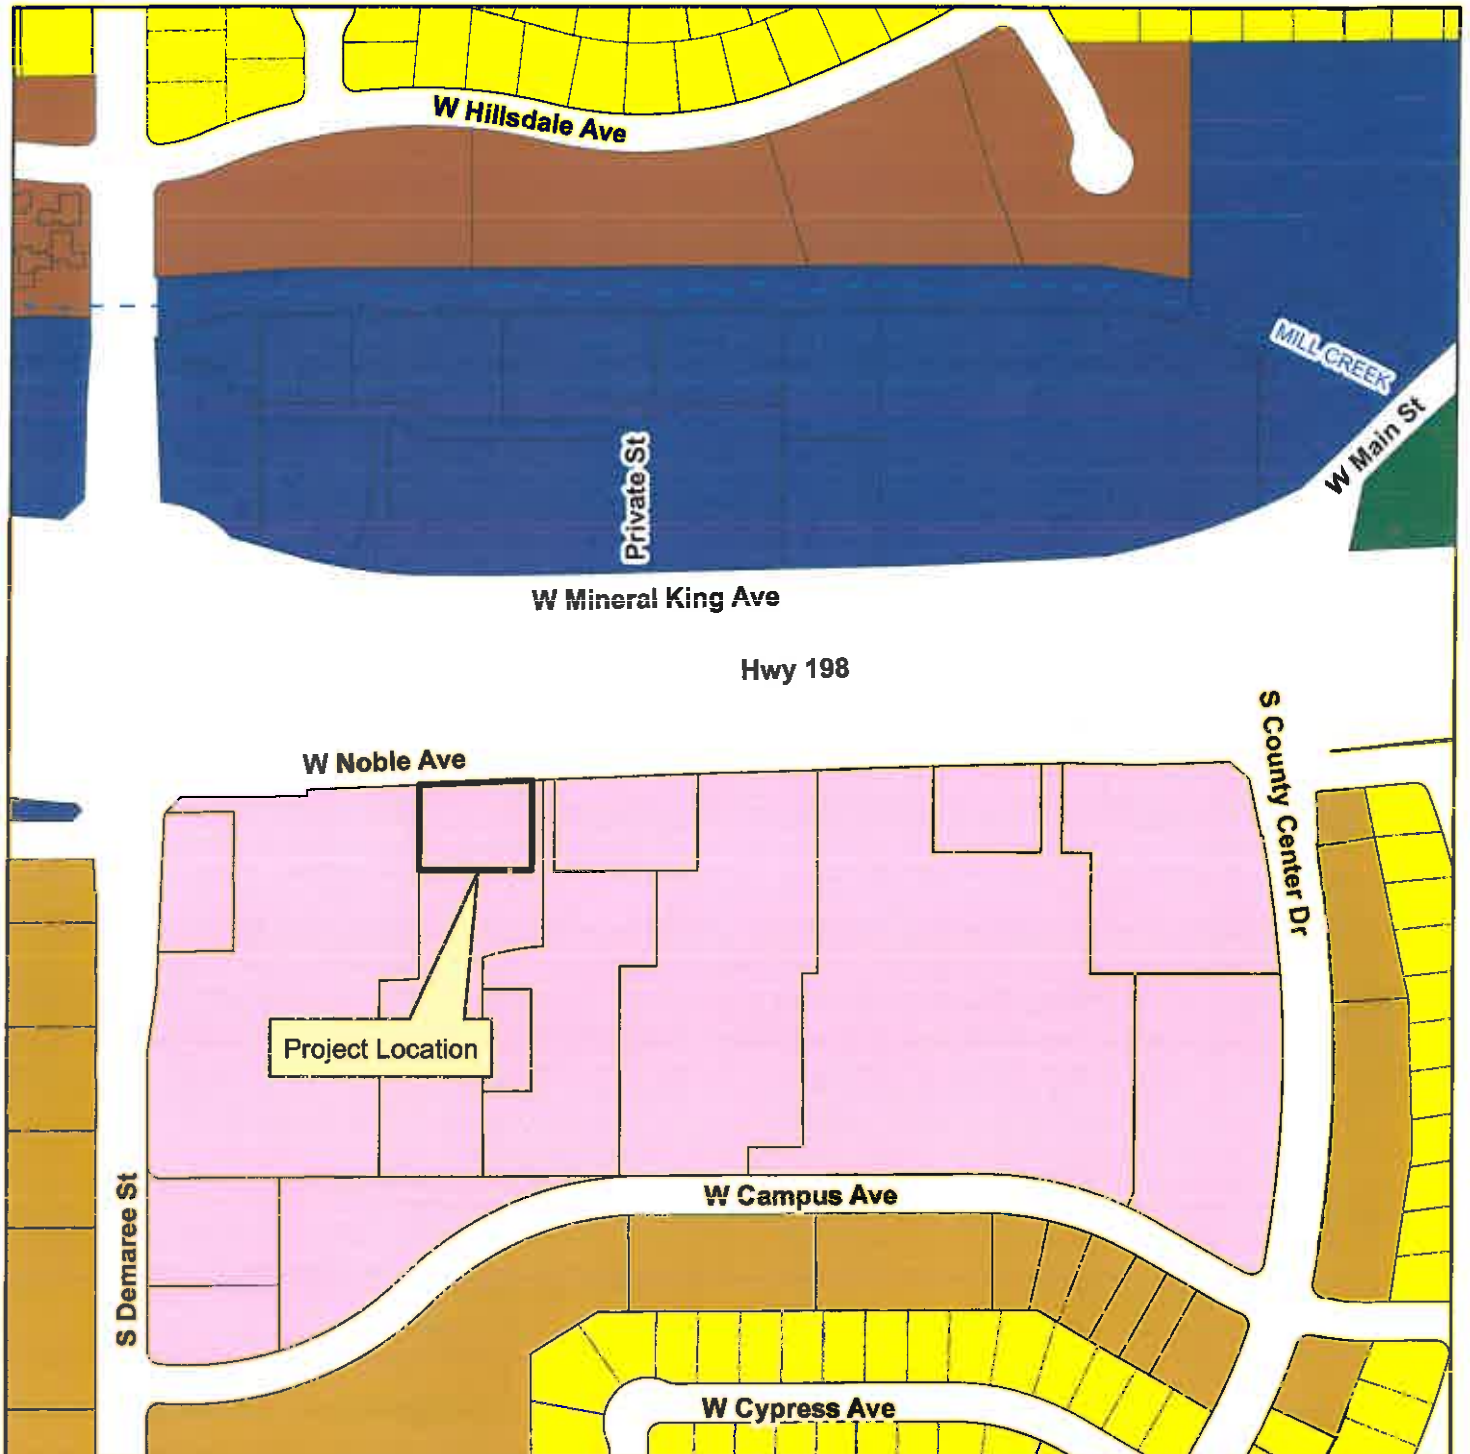 W Hillsdale Ave
MILL CREEK
W Main St
Private St
W Mineral King Ave
Hwy 198
S County Center Dr
W Noble Ave
Project Location
S Demaree St
W Campus Ave
W Cypress Ave